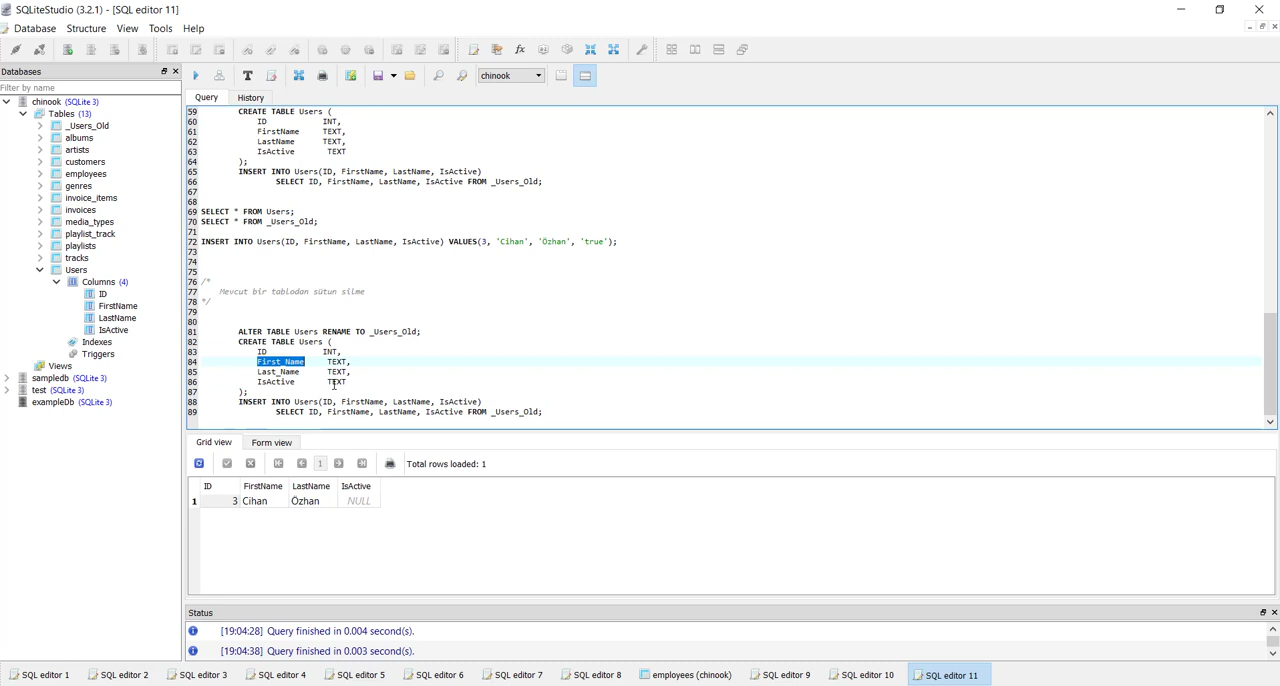 SQLiteStudio (3.2.1) - [SQL editor 11]
Database Structure View Tools Help
Databases
Filter by name
chinook (SQLite 3)
Tables (13)
_Users_Old
albums
artists
customers
employees
genres
invoice_items
invoices
media_types
playlist_track
playlists
tracks
Users
Columns (4)
ID
FirstName
LastName
IsActive
Indexes
Triggers
Views
sampledb (SQLite 3)
test (SQLite 3)
exampleDb (SQLite 3)
chinook
Query History
59 CREATE TABLE Users (
60 ID INT,
61 FirstName TEXT,
62 LastName TEXT,
63 IsActive TEXT
64 );
65 INSERT INTO Users(ID, FirstName, LastName, IsActive)
66 SELECT ID, FirstName, LastName, IsActive FROM _Users_Old;
67
68
69 SELECT * FROM Users;
70 SELECT * FROM _Users_Old;
71
72 INSERT INTO Users(ID, FirstName, LastName, IsActive) VALUES(3, 'Cihan', 'Özhan', 'true');
73
74
75
76 /*
77 Mevcut bir tablodan sütun silme
78 */
79
80
81 ALTER TABLE Users RENAME TO _Users_Old;
82 CREATE TABLE Users (
83 ID INT,
84 First_Name TEXT,
85 Last_Name TEXT,
86 IsActive TEXT
87 );
88 INSERT INTO Users(ID, FirstName, LastName, IsActive)
89 SELECT ID, FirstName, LastName, IsActive FROM _Users_Old;
Grid view Form view
1 Total rows loaded: 1
ID FirstName LastName IsActive
1 3 Cihan Özhan NULL
Status
[19:04:28] Query finished in 0.004 second(s).
[19:04:38] Query finished in 0.003 second(s).
SQL editor 1 SQL editor 2 SQL editor 3 SQL editor 4 SQL editor 5 SQL editor 6 SQL editor 7 SQL editor 8 employees (chinook) SQL editor 9 SQL editor 10 SQL editor 11